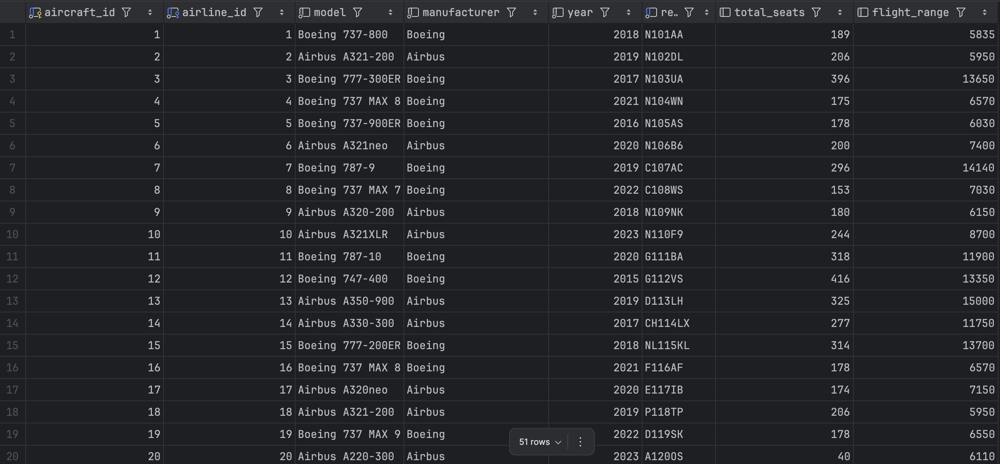 aircraft_id airline_id model manufacturer year re.. total_seats flight_range
1 1 1 Boeing 737-800 Boeing 2018 N101AA 189 5835
2 2 2 Airbus A321-200 Airbus 2019 N102DL 206 5950
3 3 3 Boeing 777-300ER Boeing 2017 N103UA 396 13650
4 4 4 Boeing 737 MAX 8 Boeing 2021 N104WN 175 6570
5 5 5 Boeing 737-900ER Boeing 2016 N105AS 178 6030
6 6 6 Airbus A321neo Airbus 2020 N106B6 200 7400
7 7 7 Boeing 787-9 Boeing 2019 C107AC 296 14140
8 8 8 Boeing 737 MAX 7 Boeing 2022 C108WS 153 7030
9 9 9 Airbus A320-200 Airbus 2018 N109NK 180 6150
10 10 10 Airbus A321XLR Airbus 2023 N110F9 244 8700
11 11 11 Boeing 787-10 Boeing 2020 G111BA 318 11900
12 12 12 Boeing 747-400 Boeing 2015 G112VS 416 13350
13 13 13 Airbus A350-900 Airbus 2019 D113LH 325 15000
14 14 14 Airbus A330-300 Airbus 2017 CH114LX 277 11750
15 15 15 Boeing 777-200ER Boeing 2018 NL115KL 314 13700
16 16 16 Boeing 737 MAX 8 Boeing 2021 F116AF 178 6570
17 17 17 Airbus A320neo Airbus 2020 E117IB 174 7150
18 18 18 Airbus A321-200 Airbus 2019 P118TP 206 5950
19 19 19 Boeing 737 MAX 9 Boeing 2022 D119SK 178 6550
51 rows
20 20 20 Airbus A220-300 Airbus 2023 A120OS 40 6110